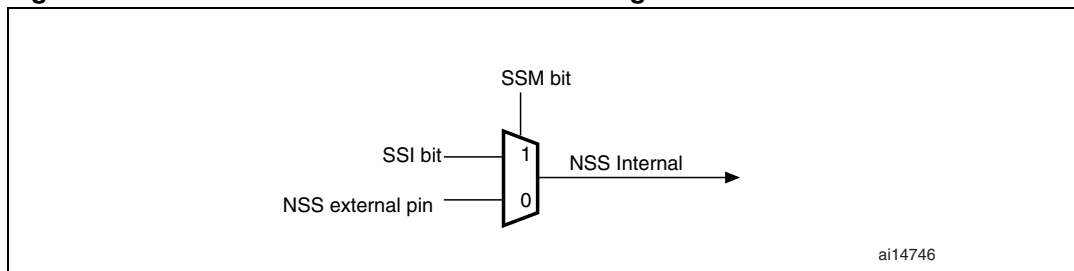 SSM bit
SSI bit
1
NSS Internal
NSS external pin
0
ai14746